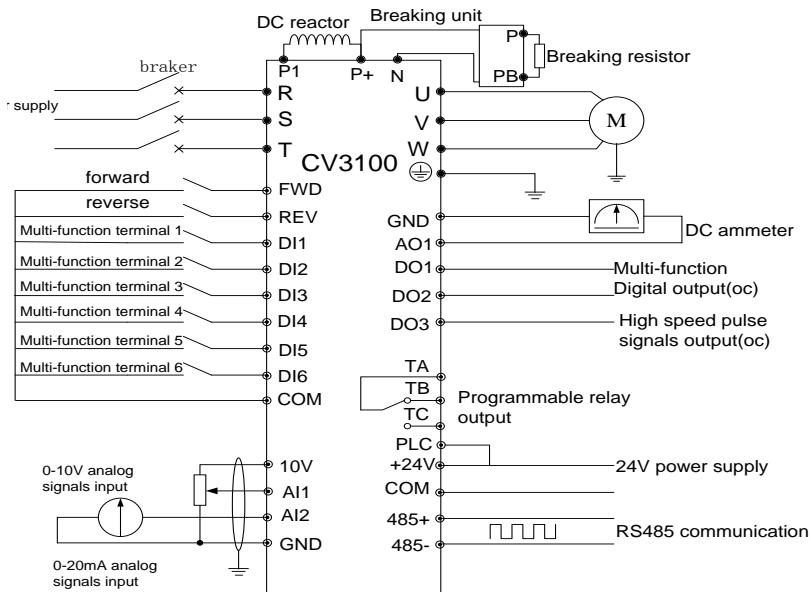 DC reactor
Breaking unit
P1
P+
N
P
PB
Breaking resistor
braker
supply
R
S
T
U
V
W
M
CV3100
forward
reverse
Multi-function terminal 1
Multi-function terminal 2
Multi-function terminal 3
Multi-function terminal 4
Multi-function terminal 5
Multi-function terminal 6
FWD
REV
DI1
DI2
DI3
DI4
DI5
DI6
COM
GND
AO1
DC ammeter
DO1
DO2
Multi-function
Digital output(oc)
DO3
High speed pulse
signals output(oc)
TA
TB
TC
Programmable relay
output
PLC
+24V
24V power supply
COM
485+
485-
RS485 communication
0-10V analog
signals input
0-20mA analog
signals input
10V
AI1
AI2
GND